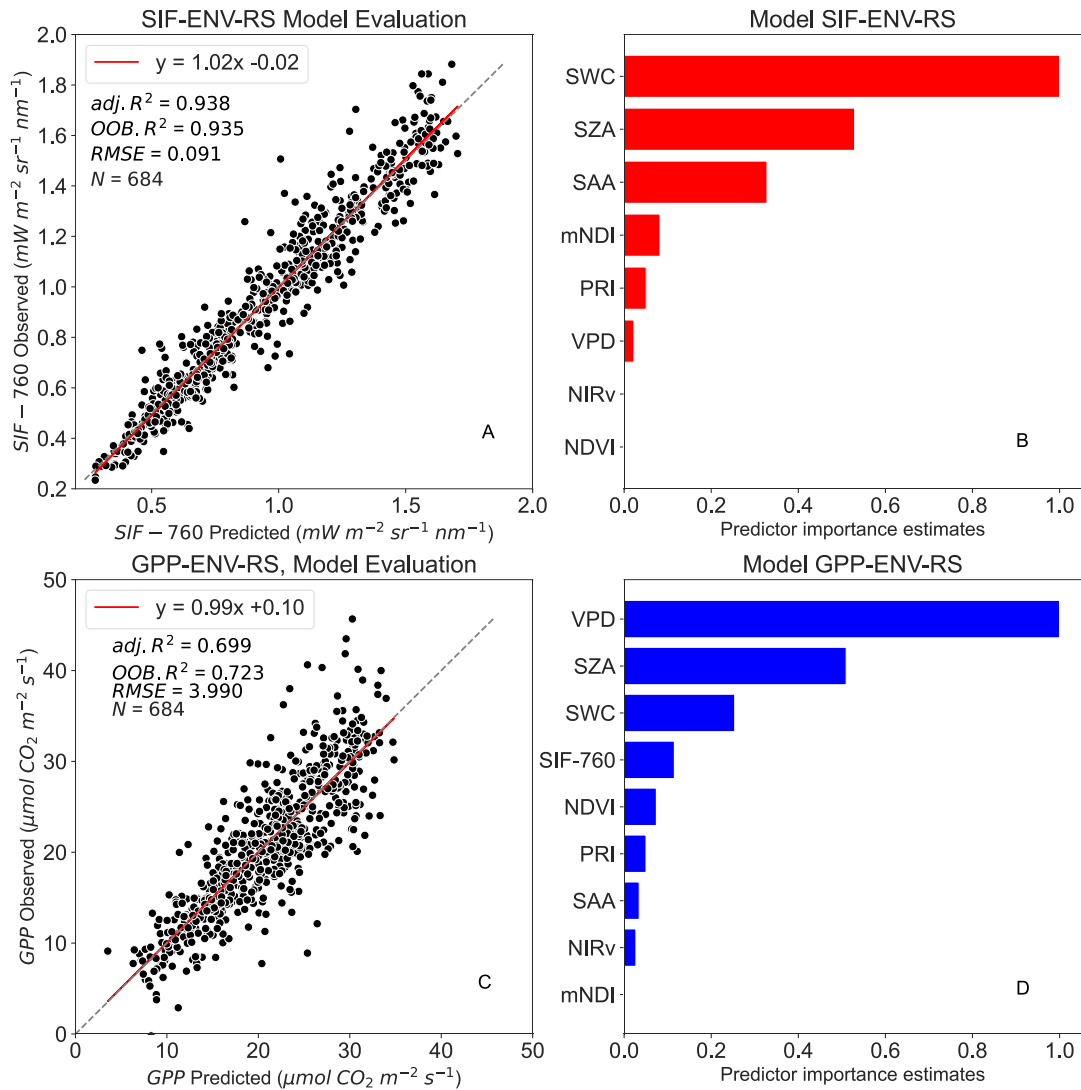 SIF-ENV-RS Model Evaluation
y = 1.02x -0.02
adj. R² = 0.938
OOB. R² = 0.935
RMSE = 0.091
N = 684
2.0
1.8
1.6
1.4
1.2
1.0
0.8
0.6
0.4
0.2
SIF − 760 Observed (mW m⁻² sr⁻¹ nm⁻¹)
A
0.5
1.0
1.5
2.0
SIF − 760 Predicted (mW m⁻² sr⁻¹ nm⁻¹)
Model SIF-ENV-RS
SWC
SZA
SAA
mNDI
PRI
VPD
NIRv
NDVI
B
0.0
0.2
0.4
0.6
0.8
1.0
Predictor importance estimates
GPP-ENV-RS, Model Evaluation
y = 0.99x +0.10
adj. R² = 0.699
OOB. R² = 0.723
RMSE = 3.990
N = 684
50
40
30
20
10
0
GPP Observed (μmol CO₂ m⁻² s⁻¹)
C
0
10
20
30
40
50
GPP Predicted (μmol CO₂ m⁻² s⁻¹)
Model GPP-ENV-RS
VPD
SZA
SWC
SIF-760
NDVI
PRI
SAA
NIRv
mNDI
D
0.0
0.2
0.4
0.6
0.8
1.0
Predictor importance estimates